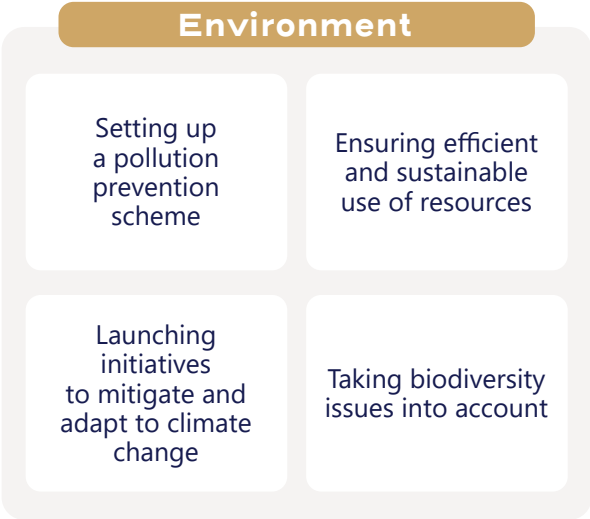 Environment
Setting up
a pollution
prevention
scheme
Ensuring efficient
and sustainable
use of resources
Launching
initiatives
to mitigate and
adapt to climate
change
Taking biodiversity
issues into account